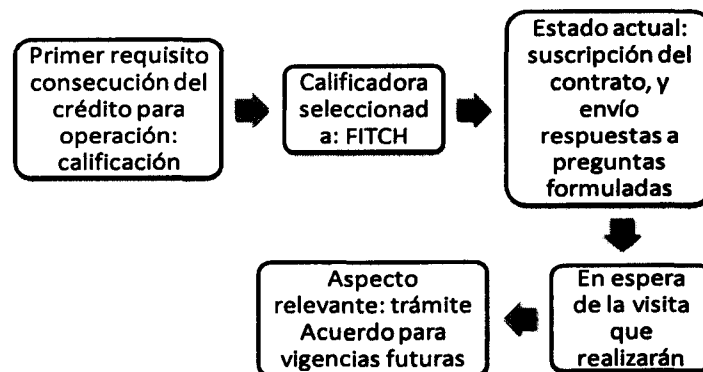 Primer requisito
consecución del
crédito para
operación:
calificación
Calificadora
seleccionad
a: FITCH
Estado actual:
suscripción del
contrato, y
envío
respuestas a
preguntas
formuladas
En espera
de la visita
que
realizarán
Aspecto
relevante: trámite
Acuerdo para
vigencias futuras